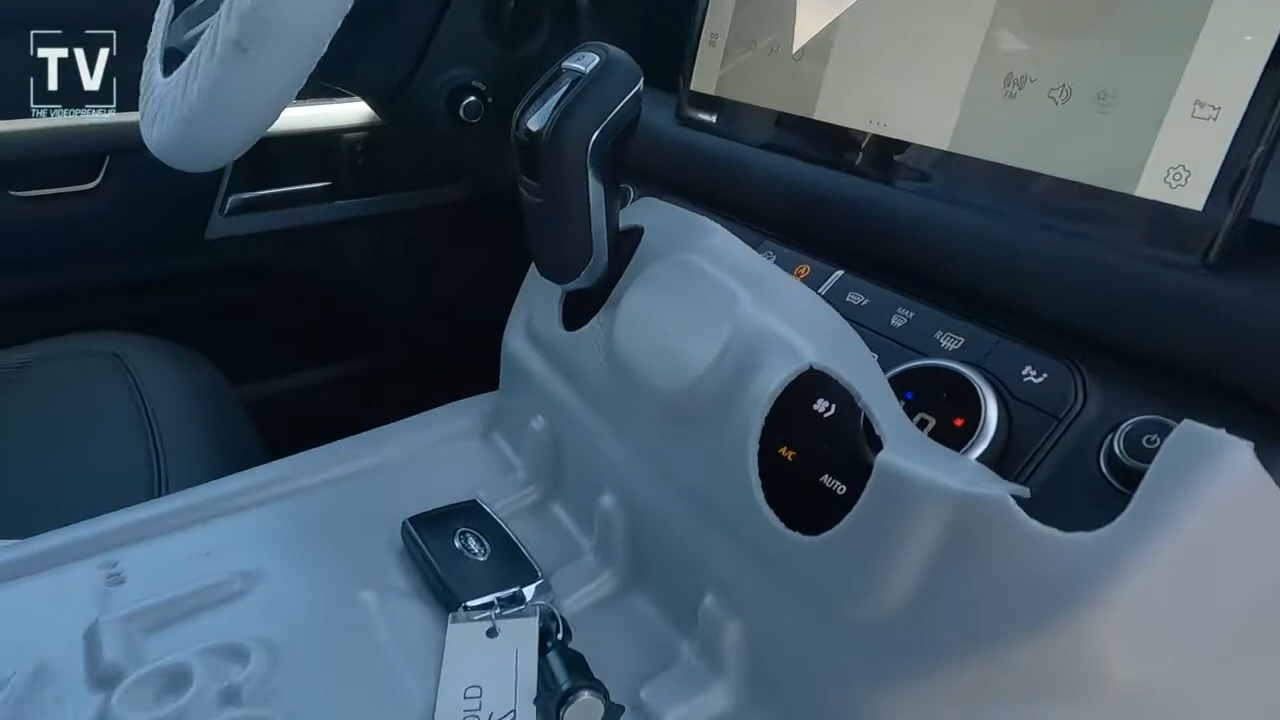 TV
THE VIDEOPRENEUR
FM
F
MAX
R
A/C
AUTO
OLD